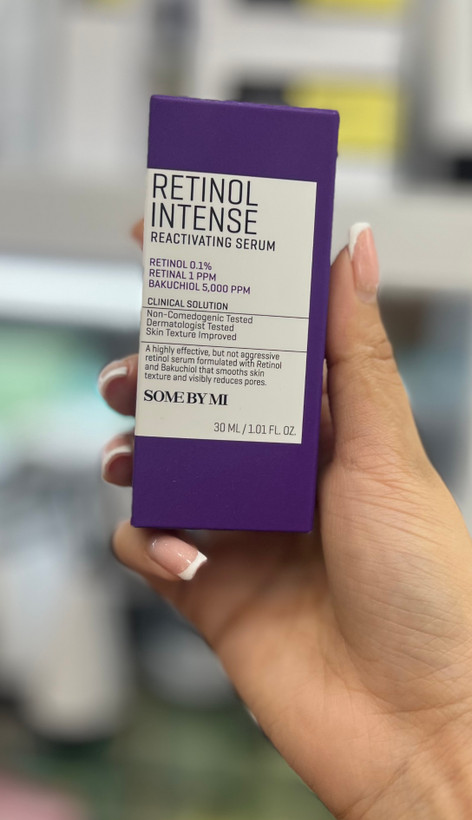 RETINOL
INTENSE
REACTIVATING SERUM
RETINOL 0.1%
RETINAL 1 PPM
BAKUCHIOL 5,000 PPM
CLINICAL SOLUTION
Non-Comedogenic Tested
Dermatologist Tested
Skin Texture Improved
A highly effective, but not aggressive
retinol serum formulated with Retinol
and Bakuchiol that smooths skin
texture and visibly reduces pores.
SOME BY MI
30 ML / 1.01 FL. OZ.